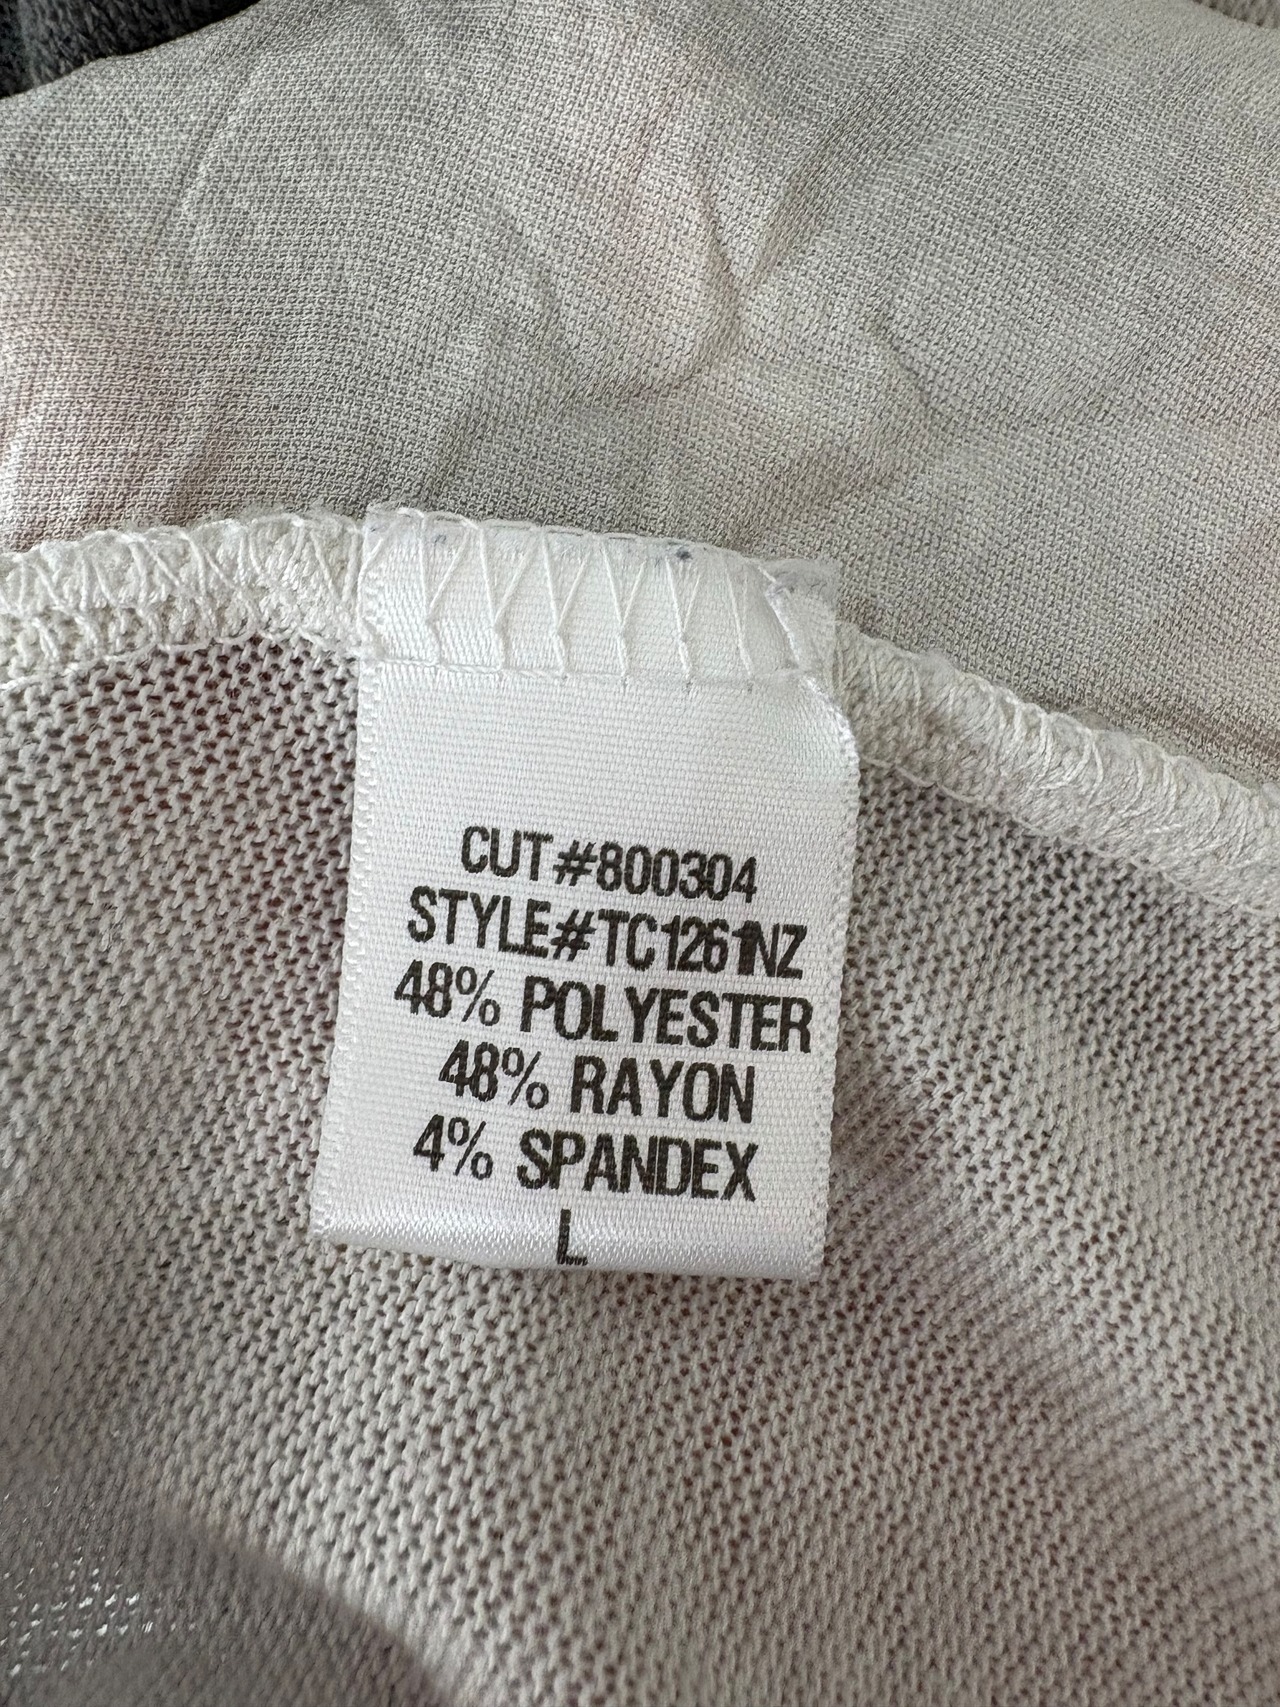 CUT#800304
STYLE#TC1261NZ
48% POLYESTER
48% RAYON
4% SPANDEX
L